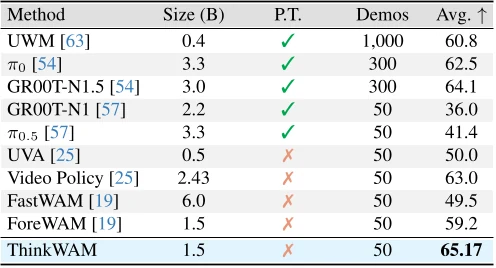 Method Size (B) P.T. Demos Avg. ↑
UWM [63] 0.4 ✓ 1,000 60.8
π0 [54] 3.3 ✓ 300 62.5
GR00T-N1.5 [54] 3.0 ✓ 300 64.1
GR00T-N1 [57] 2.2 ✓ 50 36.0
π0.5 [57] 3.3 ✓ 50 41.4
UVA [25] 0.5 ✗ 50 50.0
Video Policy [25] 2.43 ✗ 50 63.0
FastWAM [19] 6.0 ✗ 50 49.5
ForeWAM [19] 1.5 ✗ 50 59.2
ThinkWAM 1.5 ✗ 50 65.17